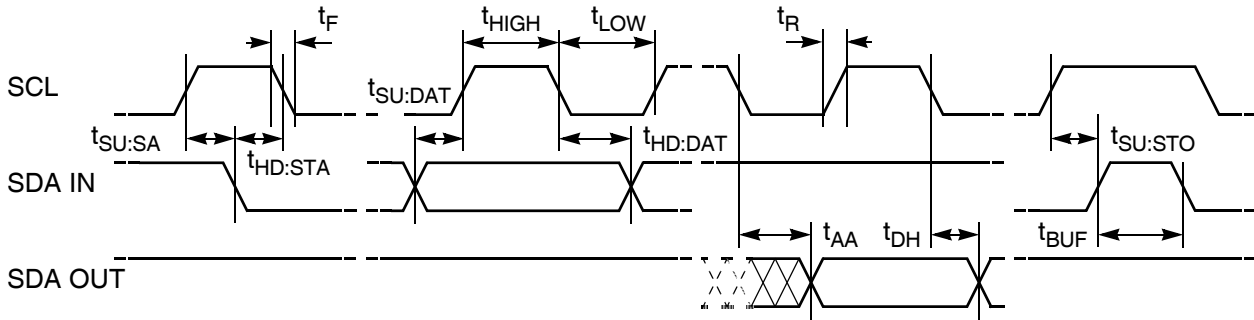 tF
tHIGH
tLOW
tR
SCL
tSU:DAT
tSU:SA
tHD:STA
tHD:DAT
tSU:STO
SDA IN
tAA
tDH
tBUF
SDA OUT